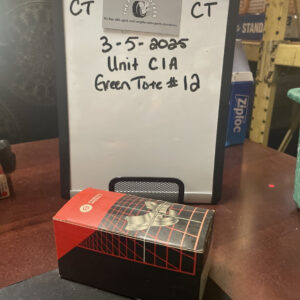 CT CT
3-5-2025
Unit C1A
Green Tote # 12
Ziploc